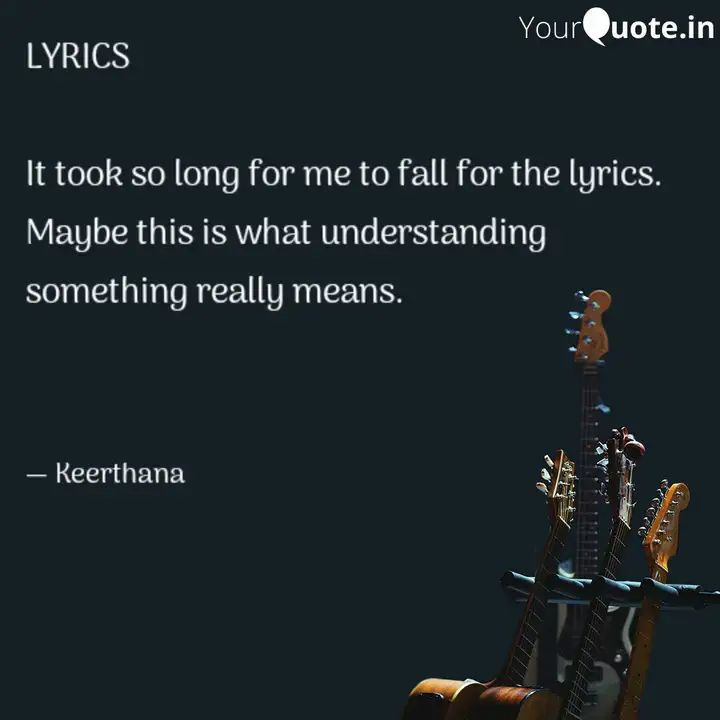 YourQuote.in
LYRICS
It took so long for me to fall for the lyrics.
Maybe this is what understanding
something really means.
— Keerthana